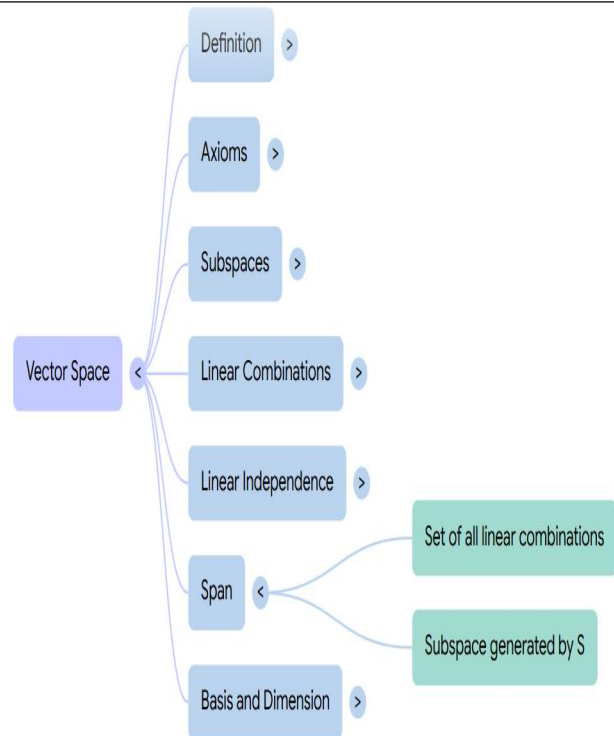 Definition >
Axioms >
Subspaces >
Vector Space <
Linear Combinations >
Linear Independence >
Set of all linear combinations
Span <
Subspace generated by S
Basis and Dimension >